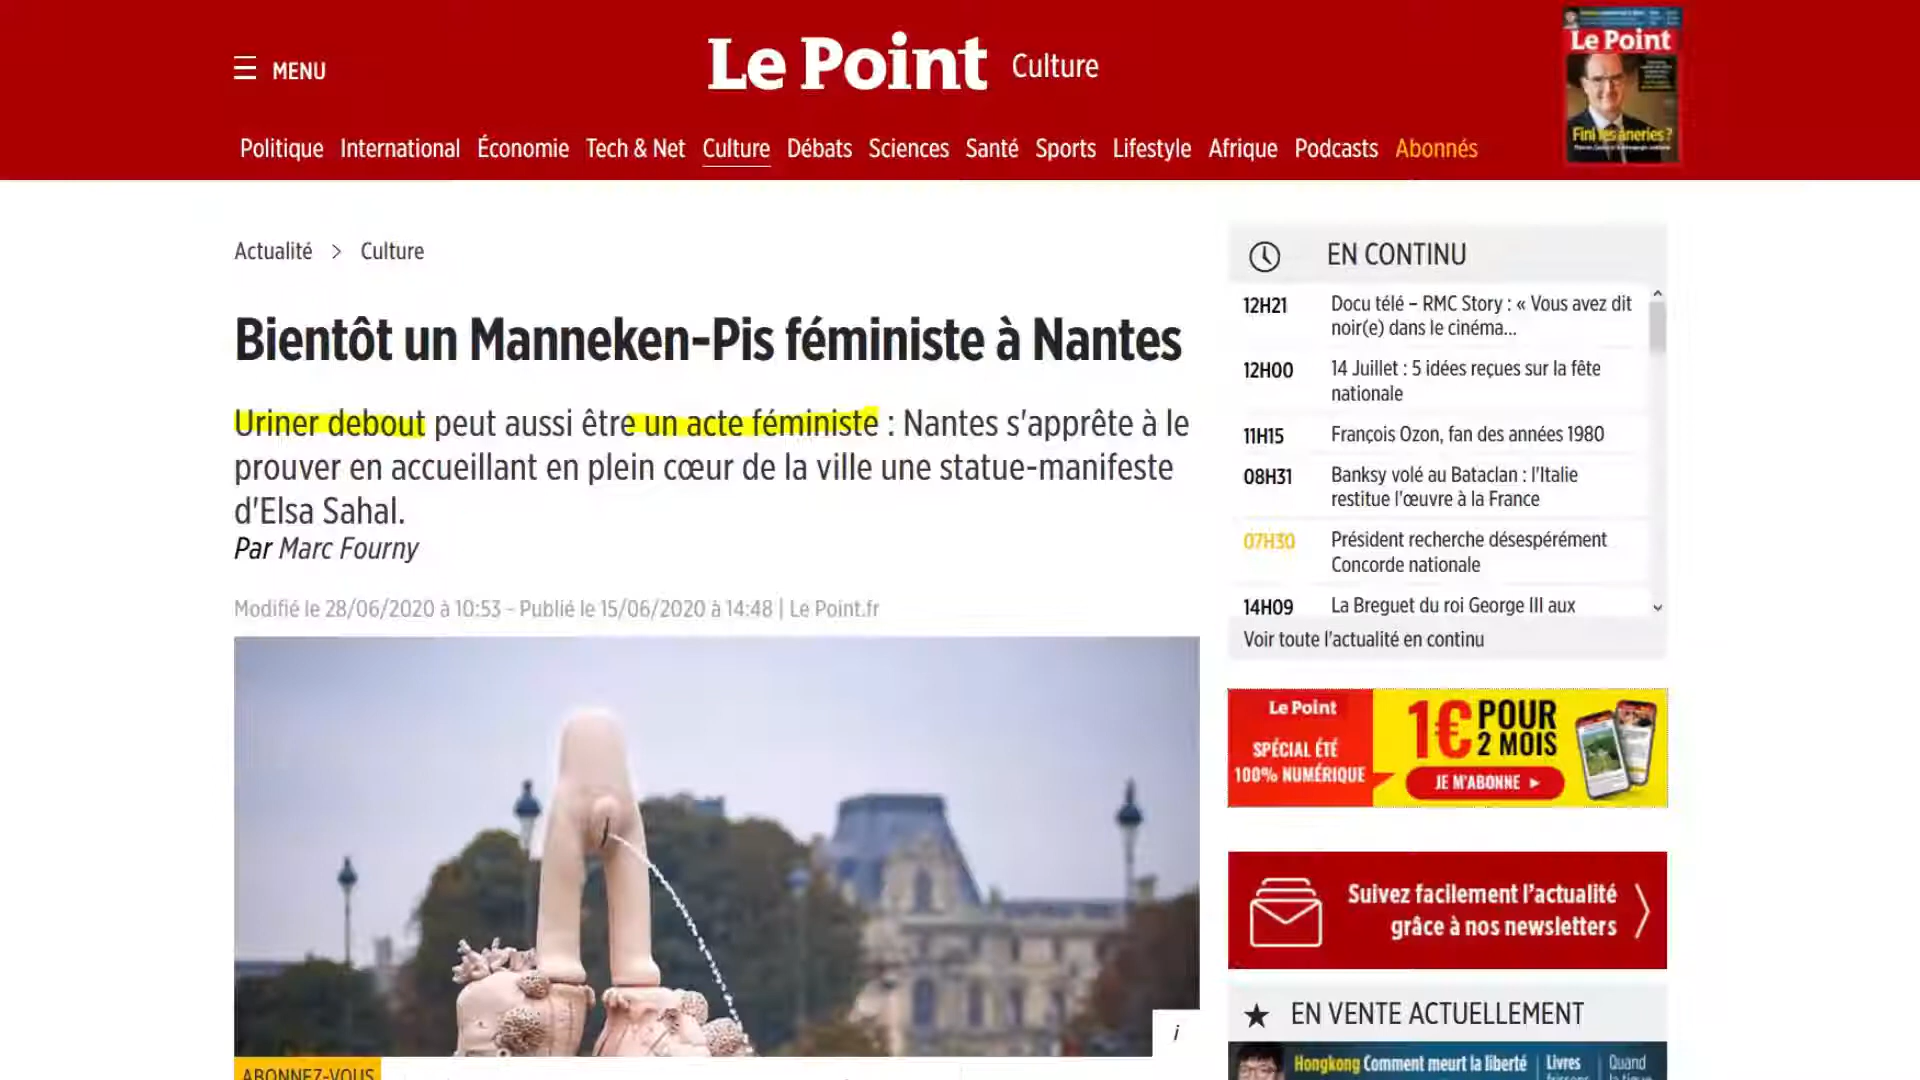 MENU
Le Point Culture
Le Point
Fini les âneries ?
Politique International Économie Tech & Net Culture Débats Sciences Santé Sports Lifestyle Afrique Podcasts Abonnés
Actualité > Culture
Bientôt un Manneken-Pis féministe à Nantes
Uriner debout peut aussi être un acte féministe : Nantes s'apprête à le
prouver en accueillant en plein cœur de la ville une statue-manifeste
d'Elsa Sahal.
Par Marc Fourny
Modifié le 28/06/2020 à 10:53 - Publié le 15/06/2020 à 14:48 | Le Point.fr
i
ABONNEZ-VOUS
EN CONTINU
12H21 Docu télé – RMC Story : « Vous avez dit
noir(e) dans le cinéma...
12H00 14 Juillet : 5 idées reçues sur la fête
nationale
11H15 François Ozon, fan des années 1980
08H31 Banksy volé au Bataclan : l'Italie
restitue l'œuvre à la France
07H30 Président recherche désespérément
Concorde nationale
14H09 La Breguet du roi George III aux
Voir toute l'actualité en continu
Le Point
SPÉCIAL ÉTÉ
100% NUMÉRIQUE
1€ POUR
2 MOIS
JE M'ABONNE
Suivez facilement l'actualité
grâce à nos newsletters
EN VENTE ACTUELLEMENT
Hongkong Comment meurt la liberté
Livres
Quand